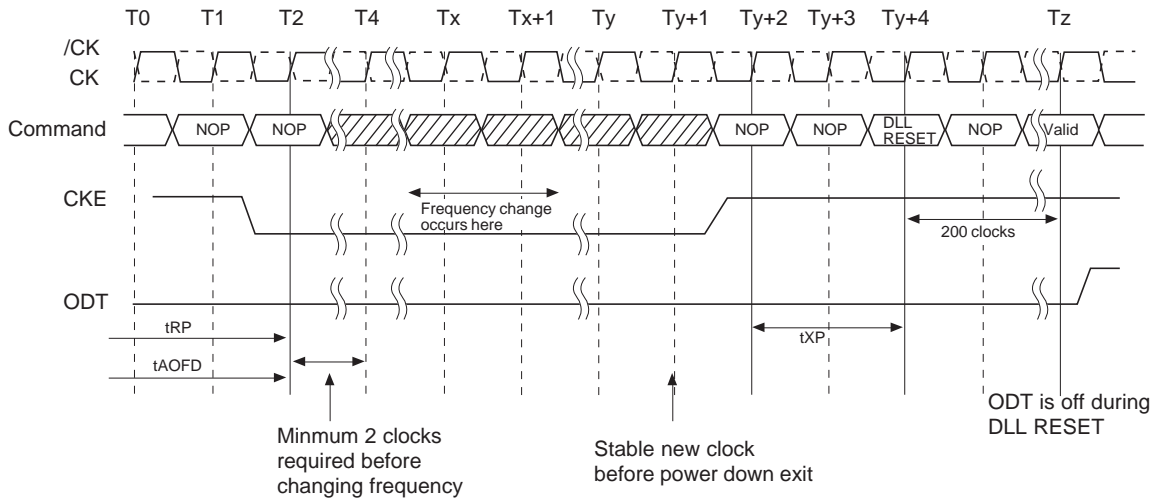 T0 T1 T2 T4 Tx Tx+1 Ty Ty+1 Ty+2 Ty+3 Ty+4 Tz
/CK
CK
Command NOP NOP NOP NOP DLL RESET NOP Valid
CKE
Frequency change
occurs here
200 clocks
ODT
tRP
tXP
tAOFD
Minmum 2 clocks
required before
changing frequency
Stable new clock
before power down exit
ODT is off during
DLL RESET